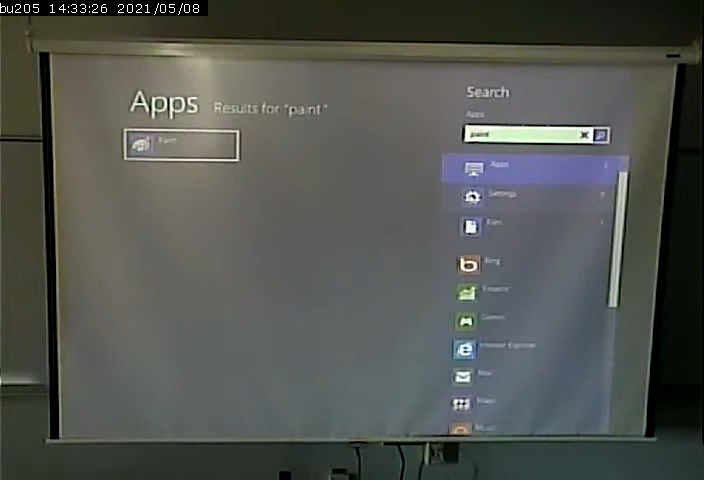 bu205 14:33:26 2021/05/08
Apps Results for "paint"
Paint
Search
Apps
paint
Apps
Settings
Files
Bing
Finance
Games
Internet Explorer
Mail
Maps
Music